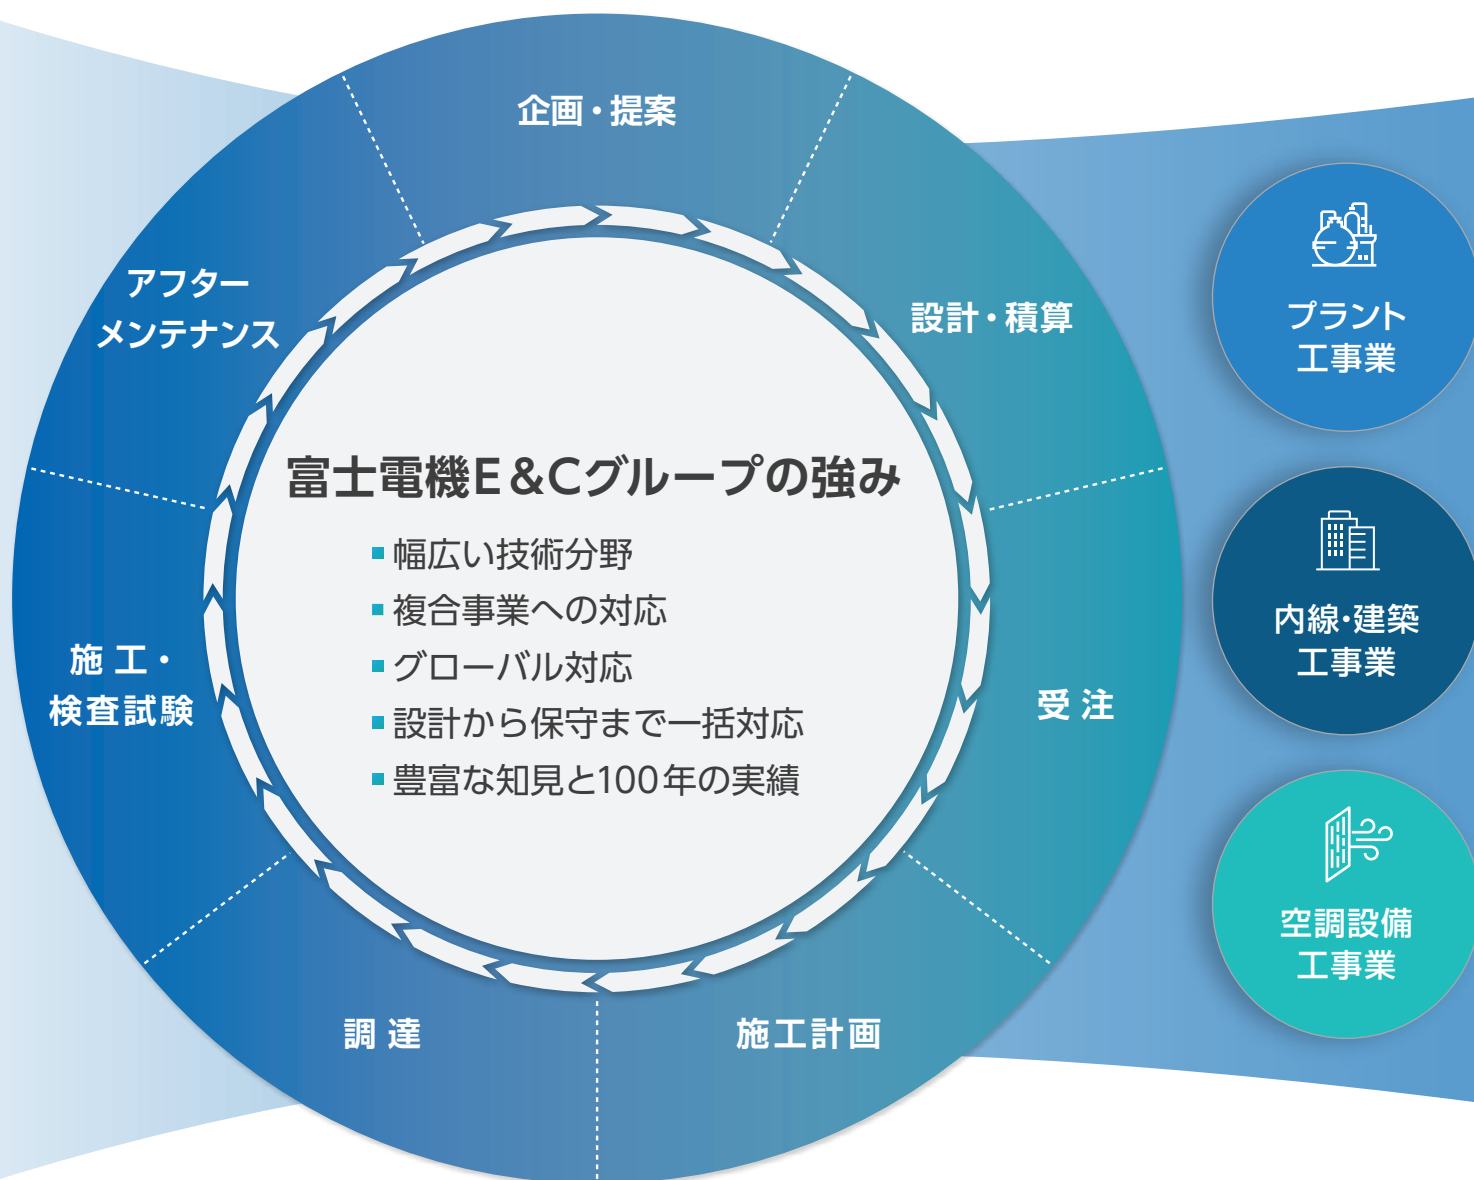 企画・提案
設計・積算
受注
施工計画
調達
施工・
検査試験
アフター
メンテナンス
富士電機E&Cグループの強み
▪幅広い技術分野
▪複合事業への対応
▪グローバル対応
▪設計から保守まで一括対応
▪豊富な知見と100年の実績
プラント
工事業
内線・建築
工事業
空調設備
工事業